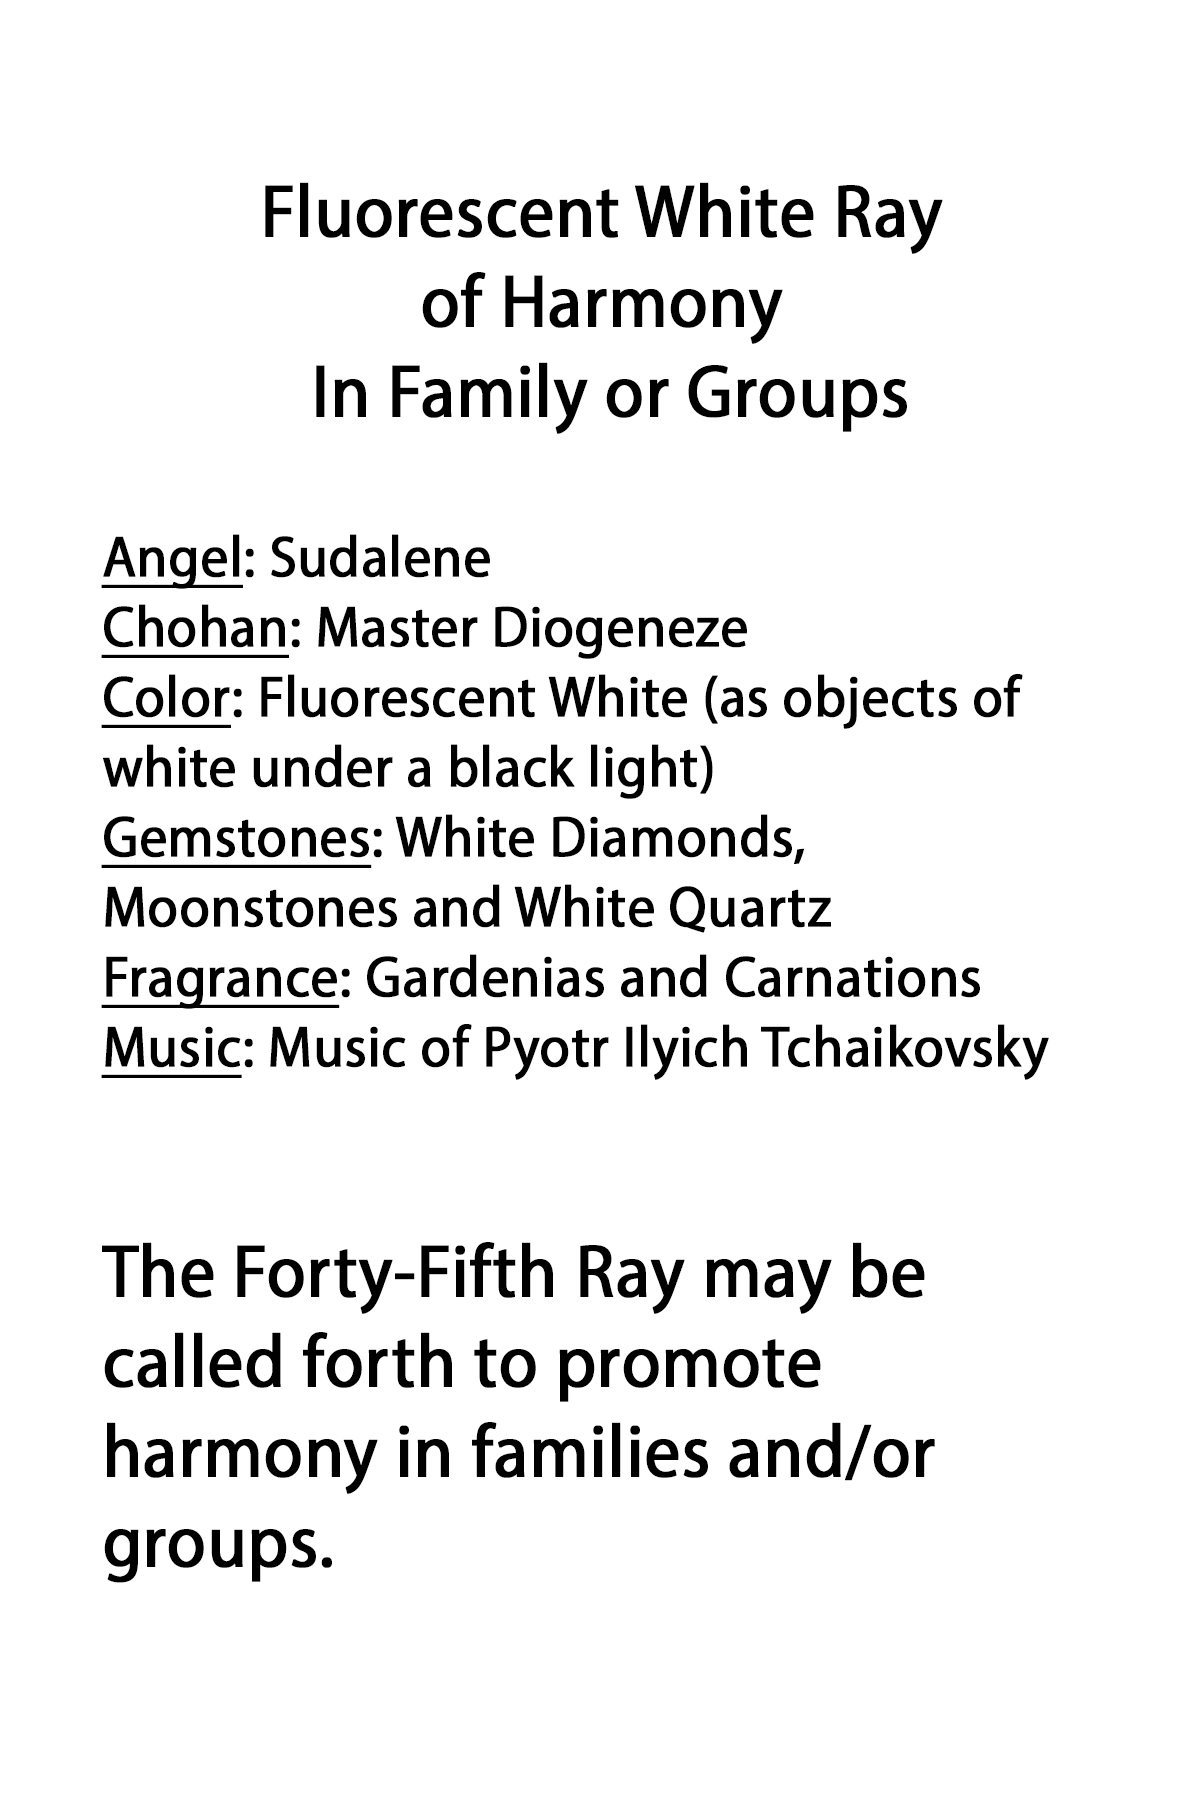 Fluorescent White Ray
of Harmony
In Family or Groups
Angel: Sudalene
Chohan: Master Diogeneze
Color: Fluorescent White (as objects of
white under a black light)
Gemstones: White Diamonds,
Moonstones and White Quartz
Fragrance: Gardenias and Carnations
Music: Music of Pyotr Ilyich Tchaikovsky
The Forty-Fifth Ray may be
called forth to promote
harmony in families and/or
groups.